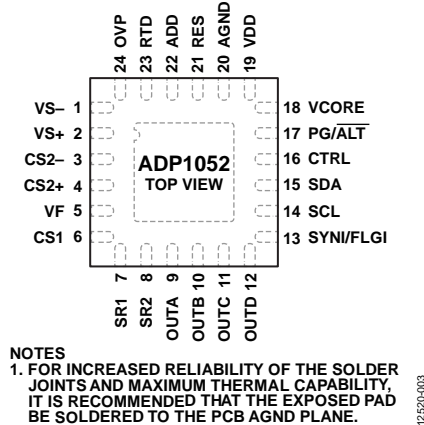 24 OVP
23 RTD
22 ADD
21 RES
20 AGND
19 VDD
VS– 1
VS+ 2
CS2– 3
CS2+ 4
VF 5
CS1 6
ADP1052
TOP VIEW
18 VCORE
17 PG/ALT
16 CTRL
15 SDA
14 SCL
13 SYNI/FLGI
SR1 7
SR2 8
OUTA 9
OUTB 10
OUTC 11
OUTD 12
NOTES
1. FOR INCREASED RELIABILITY OF THE SOLDER
JOINTS AND MAXIMUM THERMAL CAPABILITY,
IT IS RECOMMENDED THAT THE EXPOSED PAD
BE SOLDERED TO THE PCB AGND PLANE.
12520-003